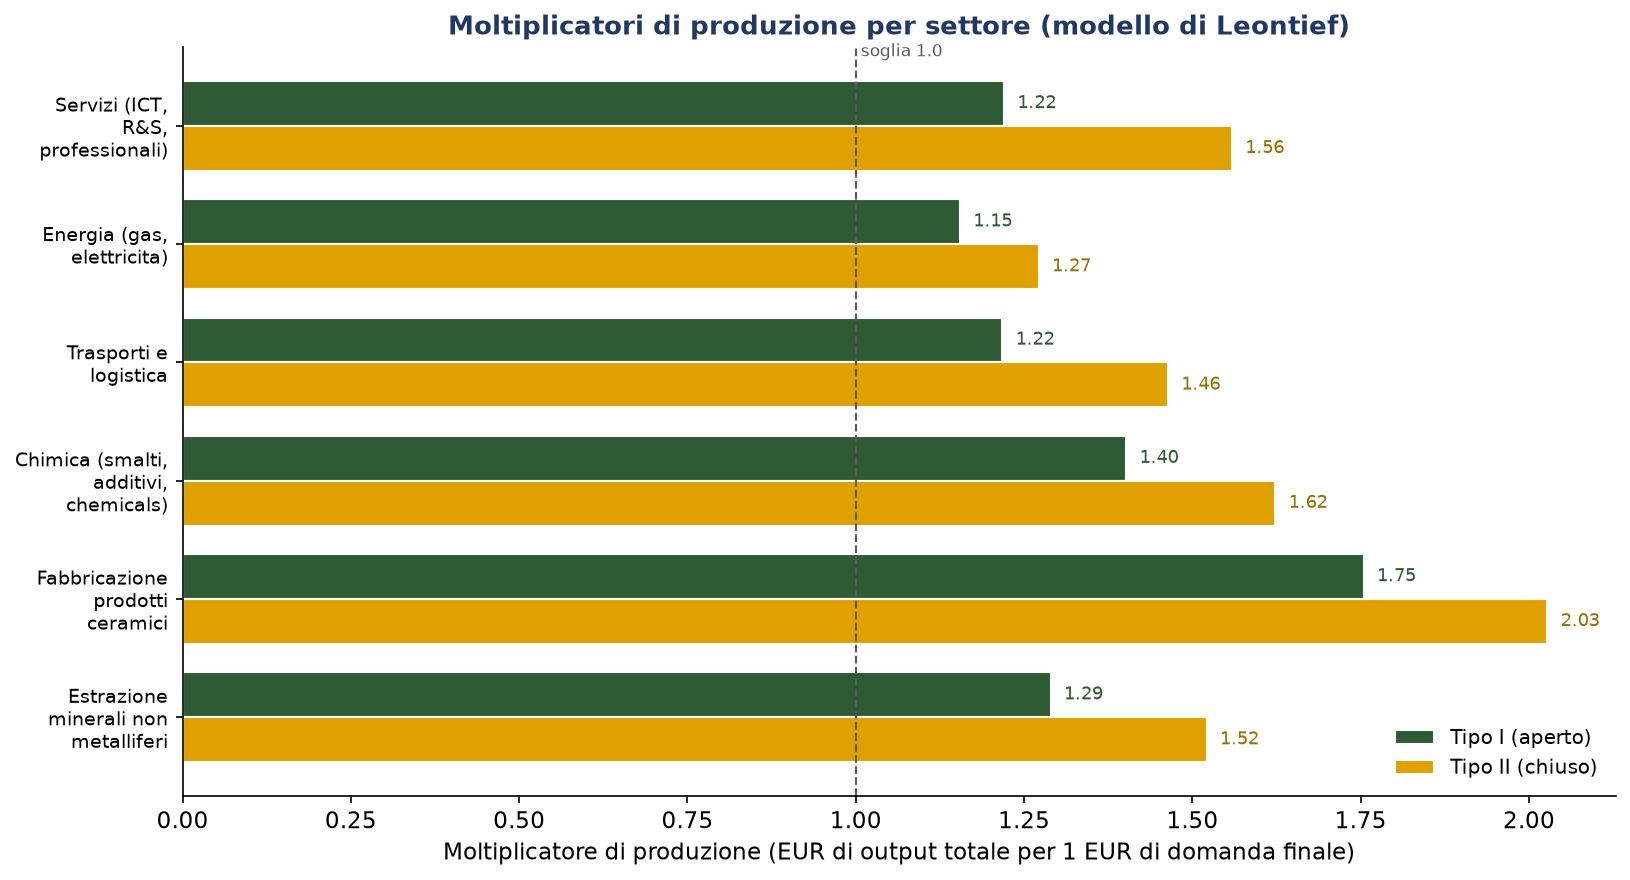 Moltiplicatori di produzione per settore (modello di Leontief)
soglia 1.0
Servizi (ICT,
R&S,
professionali)
1.22
1.56
Energia (gas,
elettricita)
1.15
1.27
Trasporti e
logistica
1.22
1.46
Chimica (smalti,
additivi,
chemicals)
1.40
1.62
Fabbricazione
prodotti
ceramici
1.75
2.03
Estrazione
minerali non
metalliferi
1.29
1.52
Tipo I (aperto)
Tipo II (chiuso)
0.00 0.25 0.50 0.75 1.00 1.25 1.50 1.75 2.00
Moltiplicatore di produzione (EUR di output totale per 1 EUR di domanda finale)